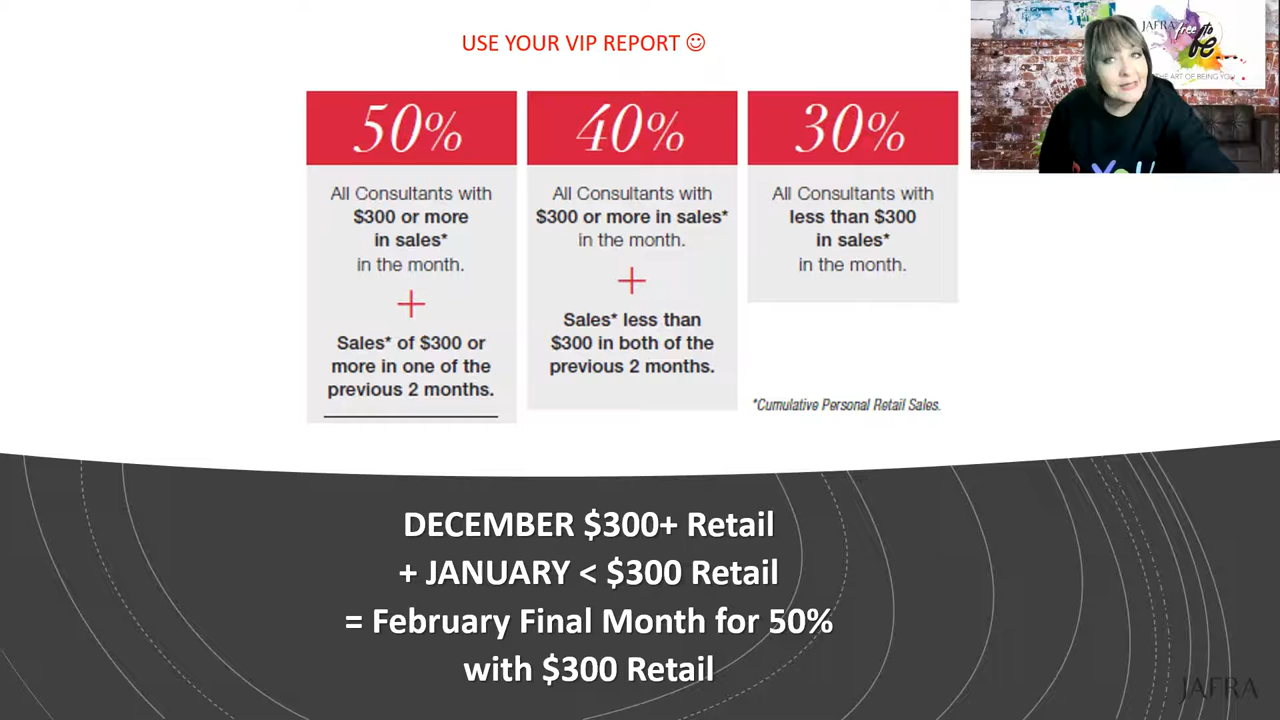 USE YOUR VIP REPORT ☺
50%
All Consultants with
$300 or more
in sales*
in the month.
+
Sales* of $300 or
more in one of the
previous 2 months.
40%
All Consultants with
$300 or more in sales*
in the month.
+
Sales* less than
$300 in both of the
previous 2 months.
30%
All Consultants with
less than $300
in sales*
in the month.
*Cumulative Personal Retail Sales.
JAFRA
free to
be
THE ART OF BEING YOU
YOU
DECEMBER $300+ Retail
+ JANUARY < $300 Retail
= February Final Month for 50%
with $300 Retail
JAFRA